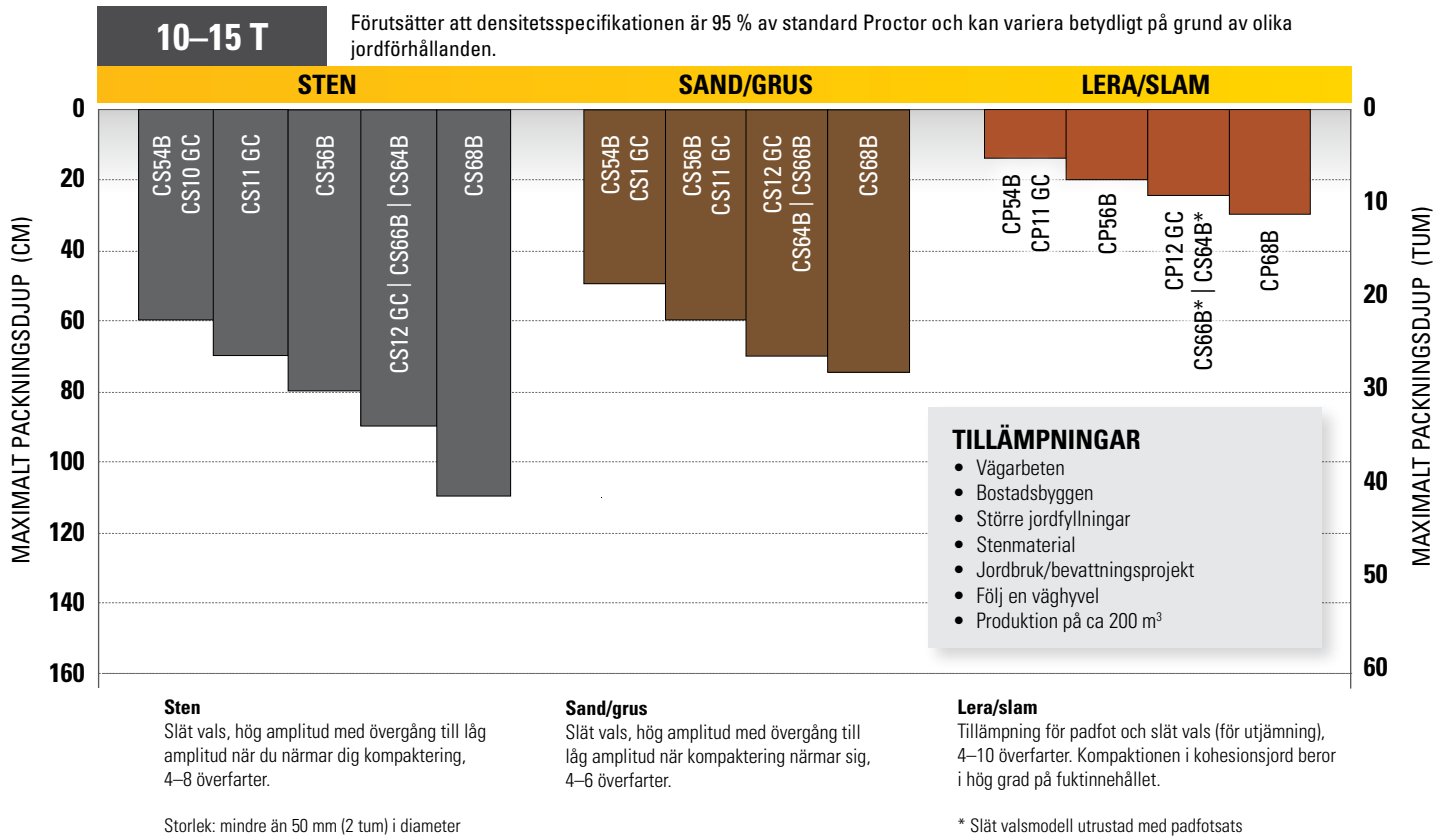 10–15 T
Förutsätter att densitetsspecifikationen är 95 % av standard Proctor och kan variera betydligt på grund av olika
jordförhållanden.
STEN
SAND/GRUS
LERA/SLAM
MAXIMALT PACKNINGSDJUP (CM)
0
20
40
60
80
100
120
140
160
CS54B
CS10 GC
CS11 GC
CS56B
CS12 GC | CS66B | CS64B
CS68B
CS54B
CS1 GC
CS56B
CS11 GC
CS12 GC
CS64B | CS66B
CS68B
CP54B
CP11 GC
CP56B
CP12 GC
CS66B* | CS64B*
CP68B
0
10
20
30
40
50
60
MAXIMALT PACKNINGSDJUP (TUM)
TILLÄMPNINGAR
• Vägarbeten
• Bostadsbyggen
• Större jordfyllningar
• Stenmaterial
• Jordbruk/bevattningsprojekt
• Följ en väghyvel
• Produktion på ca 200 m³
Sten
Slät vals, hög amplitud med övergång till låg
amplitud när du närmar dig kompaktering,
4–8 överfarter.
Storlek: mindre än 50 mm (2 tum) i diameter
Sand/grus
Slät vals, hög amplitud med övergång till
låg amplitud när kompaktering närmar sig,
4–6 överfarter.
Lera/slam
Tillämpning för padfot och slät vals (för utjämning),
4–10 överfarter. Kompaktionen i kohesionsjord beror
i hög grad på fuktinnehållet.
* Slät valsmodell utrustad med padfotsats